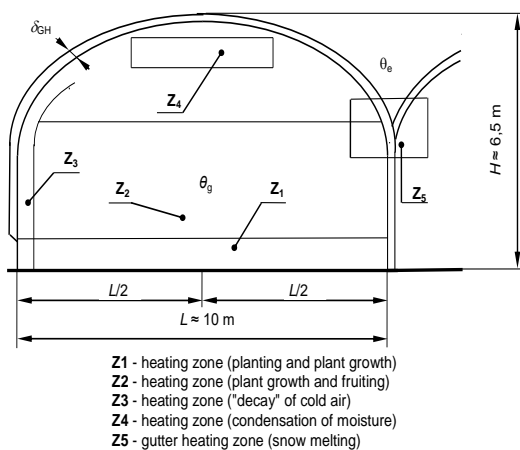 δGH
θe
Z4
Z3
Z5
θg
Z2
Z1
H ≈ 6,5 m
L/2
L/2
L ≈ 10 m
Z1 - heating zone (planting and plant growth)
Z2 - heating zone (plant growth and fruiting)
Z3 - heating zone ("decay" of cold air)
Z4 - heating zone (condensation of moisture)
Z5 - gutter heating zone (snow melting)